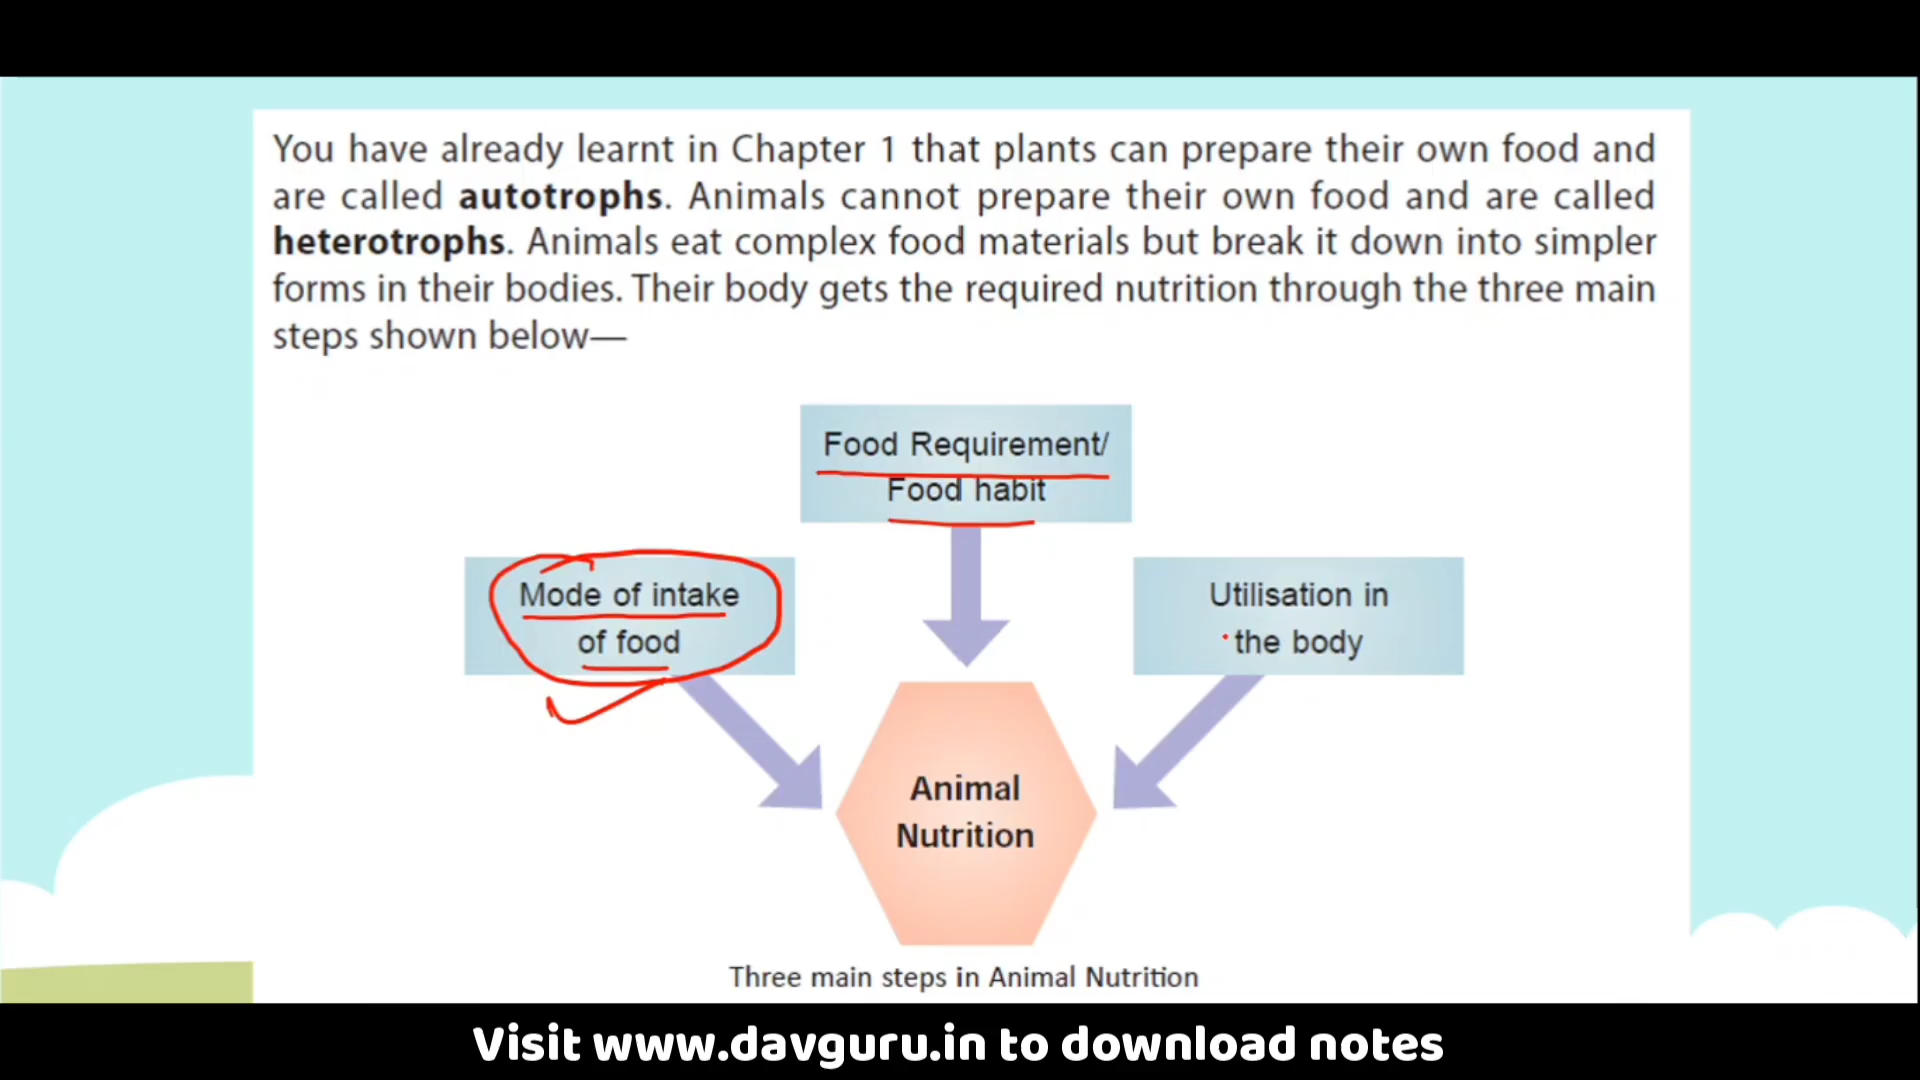 You have already learnt in Chapter 1 that plants can prepare their own food and
are called autotrophs. Animals cannot prepare their own food and are called
heterotrophs. Animals eat complex food materials but break it down into simpler
forms in their bodies. Their body gets the required nutrition through the three main
steps shown below—
Food Requirement/
Food habit
Mode of intake
of food
Utilisation in
the body
Animal
Nutrition
Three main steps in Animal Nutrition
Visit www.davguru.in to download notes